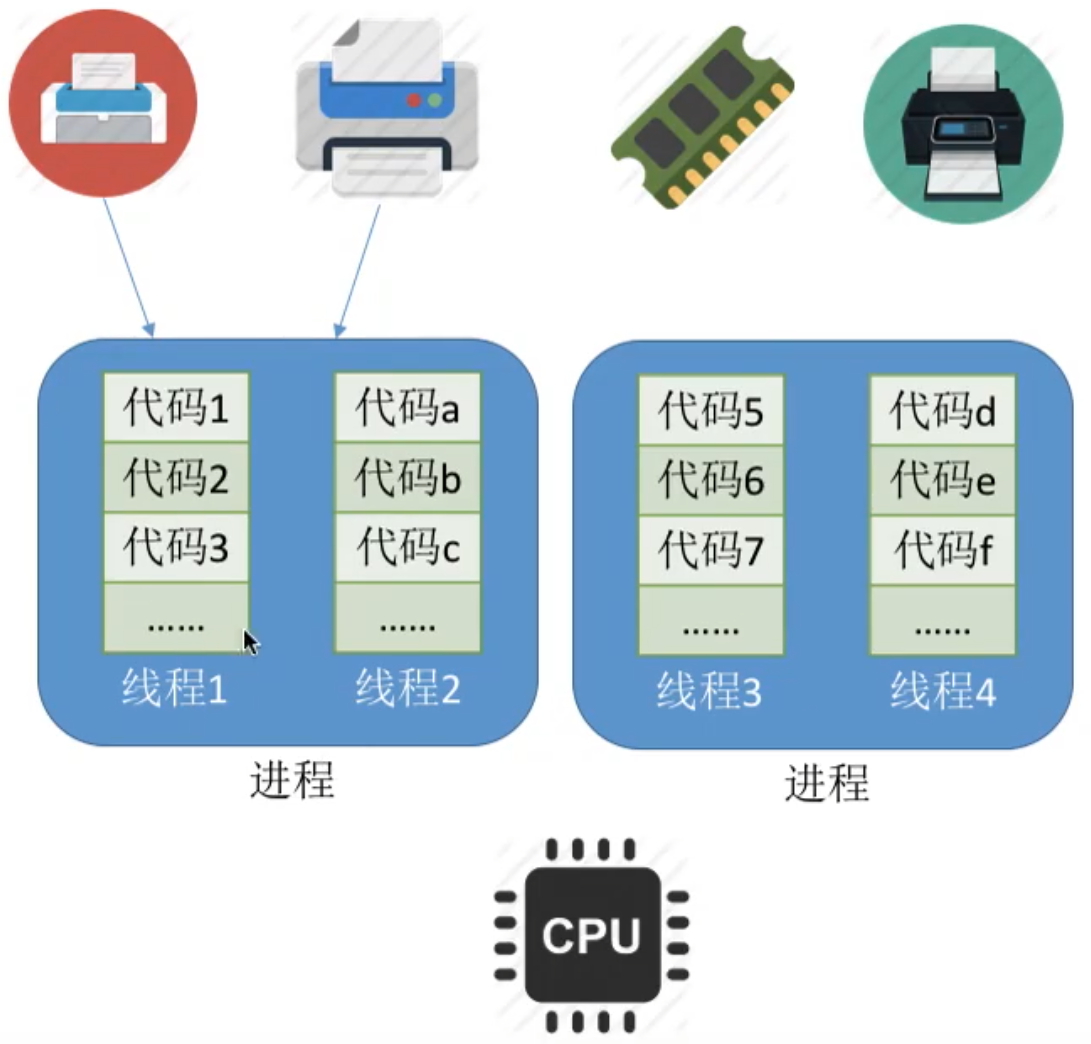 代码1
代码2
代码3
......
线程1
代码a
代码b
代码c
......
线程2
进程
代码5
代码6
代码7
......
线程3
代码d
代码e
代码f
......
线程4
进程
CPU